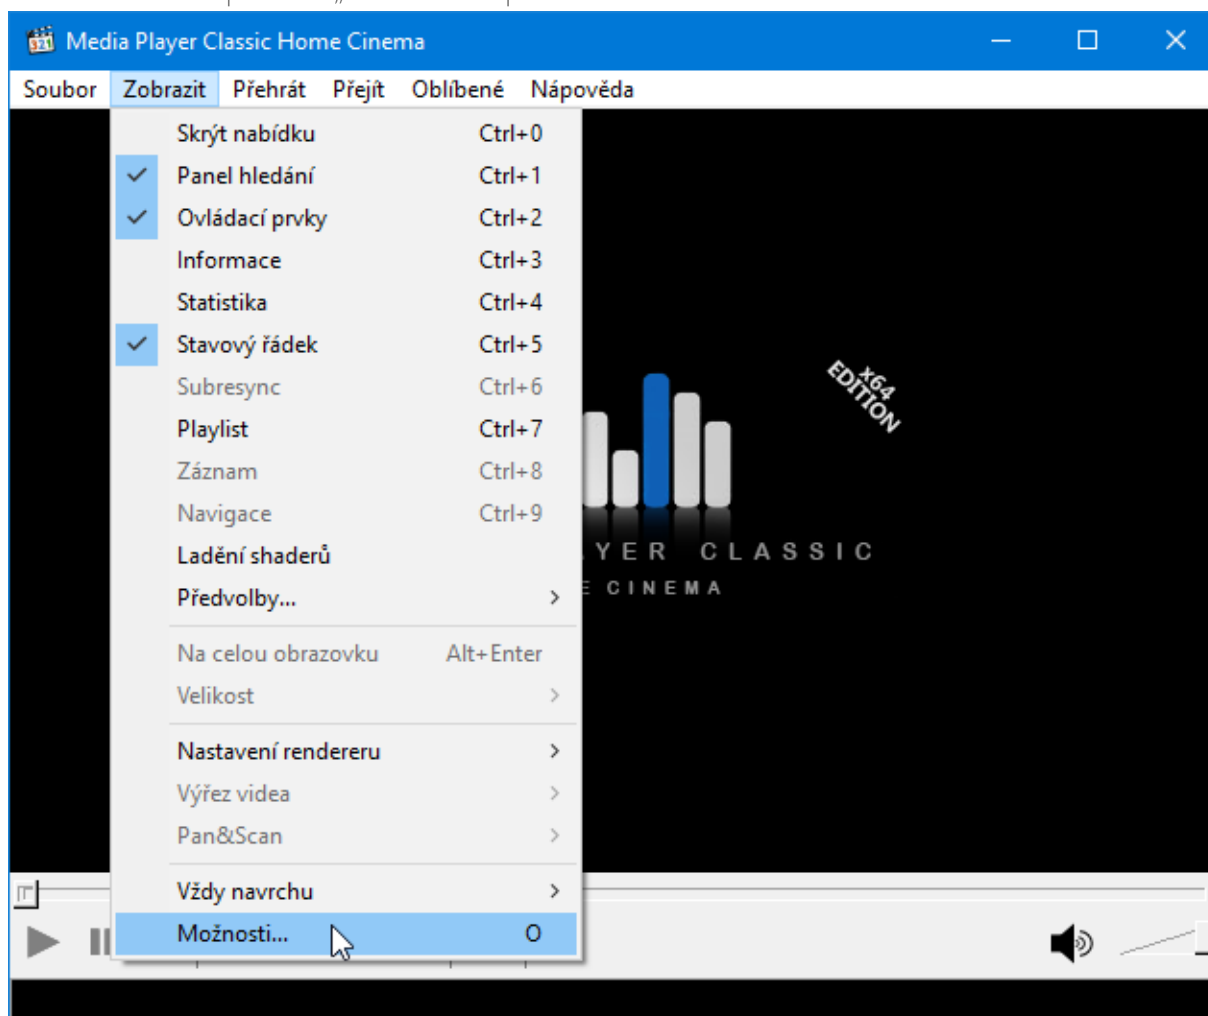 Media Player Classic Home Cinema
Soubor Zobrazit Přehrát Přejít Oblíbené Nápověda
Skrýt nabídku Ctrl+0
Panel hledání Ctrl+1
Ovládací prvky Ctrl+2
Informace Ctrl+3
Statistika Ctrl+4
Stavový řádek Ctrl+5
Subresync Ctrl+6
Playlist Ctrl+7
Záznam Ctrl+8
Navigace Ctrl+9
Ladění shaderů
Předvolby...
Na celou obrazovku Alt+Enter
Velikost
Nastavení rendereru
Výřez videa
Pan&Scan
Vždy navrchu
Možnosti... O
x64
EDITION
YER CLASSIC
E CINEMA
321